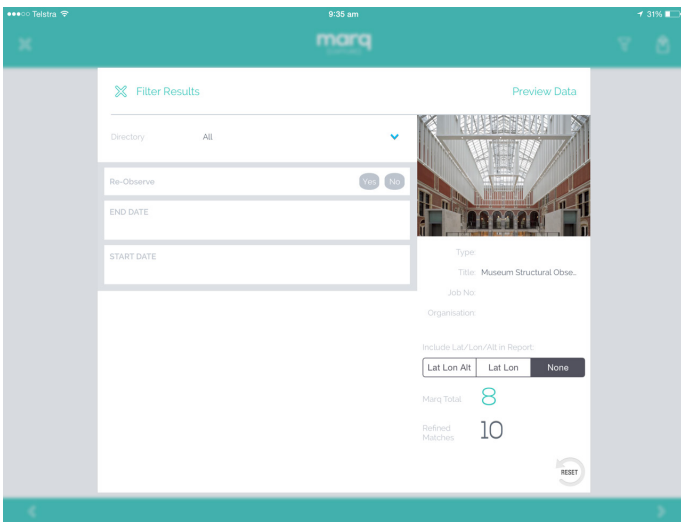 Telstra 9:35 am 31%
marq
Filter Results Preview Data
Directory All
Re-Observe Yes No
END DATE
START DATE
Type:
Title: Museum Structural Obse..
Job No:
Organisation:
Include Lat/Lon/Alt in Report:
Lat Lon Alt Lat Lon None
Marq Total 8
Refined
Matches 10
RESET